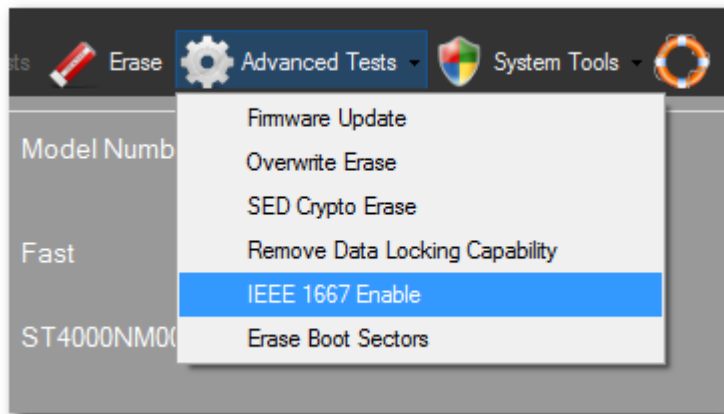 ts Erase Advanced Tests System Tools
Firmware Update
Model Numb
Overwrite Erase
SED Crypto Erase
Fast
Remove Data Locking Capability
IEEE 1667 Enable
ST4000NM00
Erase Boot Sectors